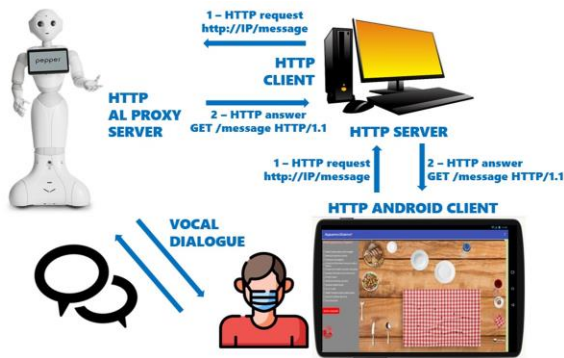 1 – HTTP request
http://IP/message
pepper
HTTP
CLIENT
HTTP
AL PROXY
SERVER
2 – HTTP answer
GET /message HTTP/1.1
HTTP SERVER
1 – HTTP request
http://IP/message
2 – HTTP answer
GET /message HTTP/1.1
HTTP ANDROID CLIENT
VOCAL
DIALOGUE